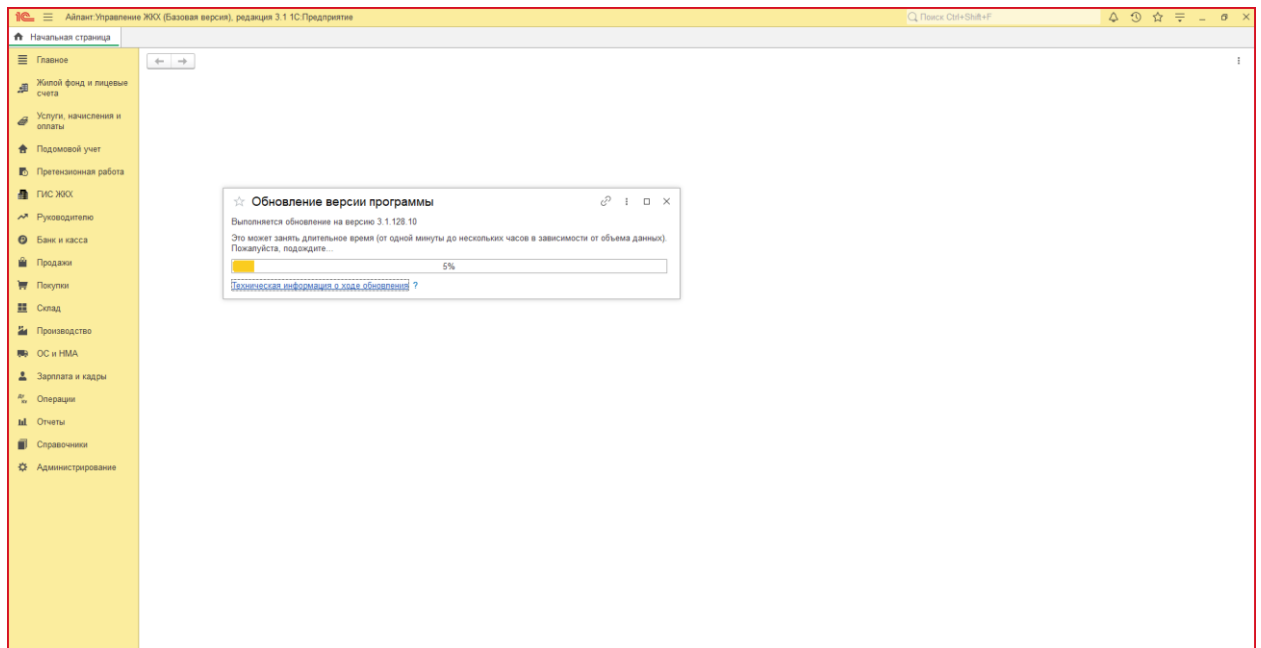 1С Айлант:Управление ЖКХ (Базовая версия), редакция 3.1 1С:Предприятие
Поиск Ctrl+Shift+F
Начальная страница
Главное
Жилой фонд и лицевые
счета
Услуги, начисления и
оплаты
Подомовой учет
Претензионная работа
ГИС ЖКХ
Руководителю
Банк и касса
Продажи
Покупки
Склад
Производство
ОС и НМА
Зарплата и кадры
Операции
Отчеты
Справочники
Администрирование
Обновление версии программы
Выполняется обновление на версию 3.1.128.10
Это может занять длительное время (от одной минуты до нескольких часов в зависимости от объема данных).
Пожалуйста, подождите...
5%
Техническая информация о ходе обновления ?